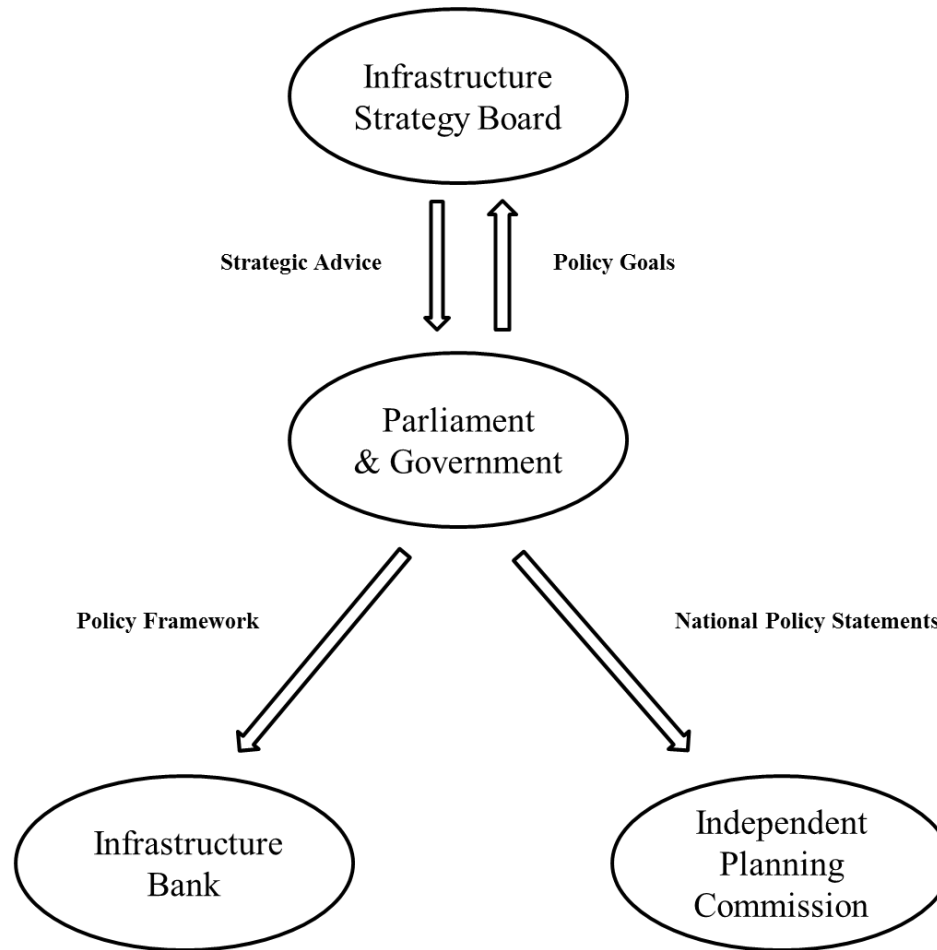 Infrastructure
Strategy Board
Strategic Advice
Policy Goals
Parliament
& Government
Policy Framework
National Policy Statements
Infrastructure
Bank
Independent
Planning
Commission